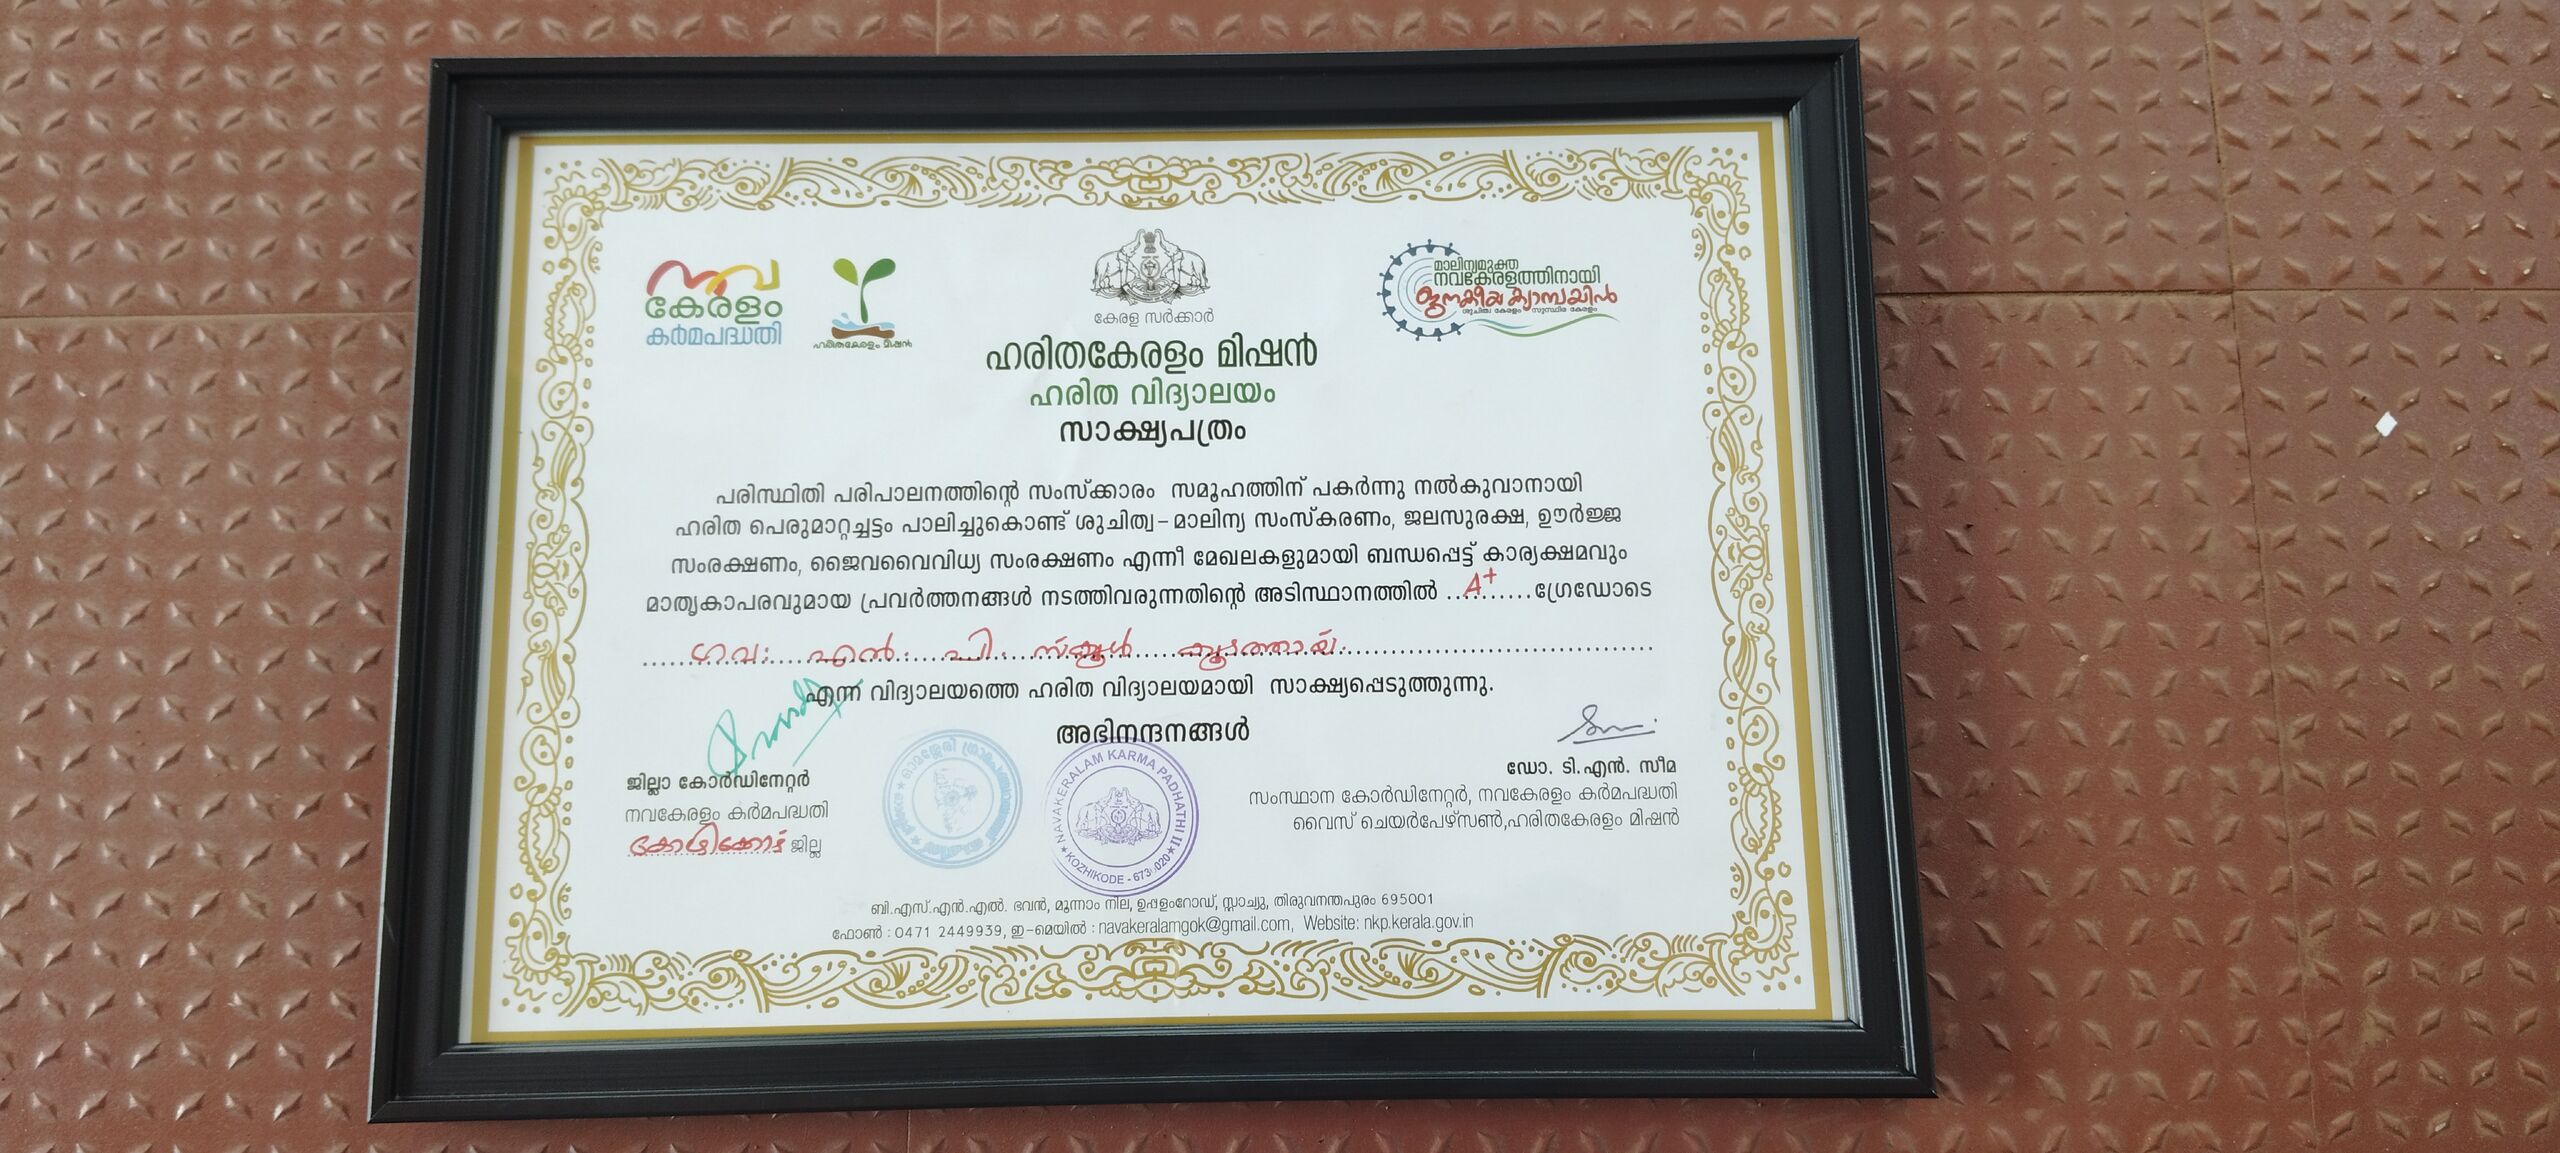 നവ
കേരളം
കർമപദ്ധതി
ഹരിതകേരളം മിഷൻ
കേരള സർക്കാർ
മാലിന്യമുക്ത
നവകേരളത്തിനായി
ജനകീയ ക്യാമ്പയിൻ
ശുചിത്വ കേരളം സുസ്ഥിര കേരളം
ഹരിതകേരളം മിഷൻ
ഹരിത വിദ്യാലയം
സാക്ഷ്യപത്രം
പരിസ്ഥിതി പരിപാലനത്തിന്റെ സംസ്ക്കാരം സമൂഹത്തിന് പകർന്നു നൽകുവാനായി
ഹരിത പെരുമാറ്റച്ചട്ടം പാലിച്ചുകൊണ്ട് ശുചിത്വ – മാലിന്യ സംസ്കരണം, ജലസുരക്ഷ, ഊർജ്ജ
സംരക്ഷണം, ജൈവവൈവിധ്യ സംരക്ഷണം എന്നീ മേഖലകളുമായി ബന്ധപ്പെട്ട് കാര്യക്ഷമവും
മാതൃകാപരവുമായ പ്രവർത്തനങ്ങൾ നടത്തിവരുന്നതിന്റെ അടിസ്ഥാനത്തിൽ ...A+...ഗ്രേഡോടെ
ഗവ: എൽ. പി. സ്കൂൾ കൂടത്തായ്.
എന്ന വിദ്യാലയത്തെ ഹരിത വിദ്യാലയമായി സാക്ഷ്യപ്പെടുത്തുന്നു.
അഭിനന്ദനങ്ങൾ
ജില്ലാ കോർഡിനേറ്റർ
നവകേരളം കർമപദ്ധതി
കോഴിക്കോട് ജില്ല
NAVAKERALAM KARMA PADHATHI II
KOZHIKODE - 673 020
ഡോ. ടി.എൻ. സീമ
സംസ്ഥാന കോർഡിനേറ്റർ, നവകേരളം കർമപദ്ധതി
വൈസ് ചെയർപേഴ്സൺ,ഹരിതകേരളം മിഷൻ
ബി.എസ്.എൻ.എൽ. ഭവൻ, മൂന്നാം നില, ഉപ്പളംറോഡ്, സ്റ്റാച്യു, തിരുവനന്തപുരം 695001
ഫോൺ : 0471 2449939, ഇ-മെയിൽ : navakeralamgok@gmail.com, Website: nkp.kerala.gov.in